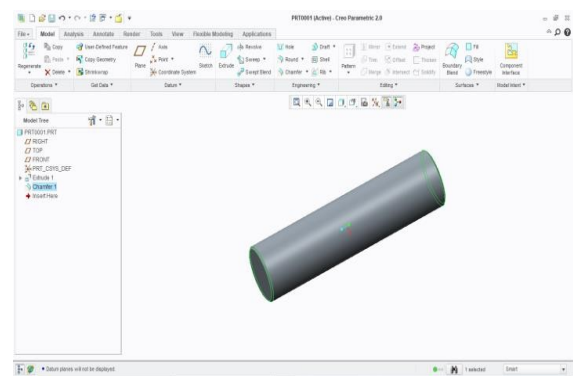 PRT0001 (Active) - Creo Parametric 2.0
File Model Analysis Annotate Render Tools View Flexible Modeling Applications
Regenerate
Copy
Paste
Delete
User-Defined Feature
Copy Geometry
Shrinkwrap
Plane
Axis
Point
Coordinate System
Sketch
Extrude
Revolve
Sweep
Swept Blend
Hole
Round
Chamfer
Draft
Shell
Rib
Pattern
Mirror
Trim
Merge
Extend
Offset
Intersect
Project
Thicken
Solidify
Boundary Blend
Fill
Style
Freestyle
Component Interface
Operations Get Data Datum Shapes Engineering Editing Surfaces Model Intent
Model Tree
PRT0001.PRT
RIGHT
TOP
FRONT
PRT_CSYS_DEF
Extrude 1
Chamfer 1
Insert Here
Datum planes will not be displayed.
1 selected
Smart